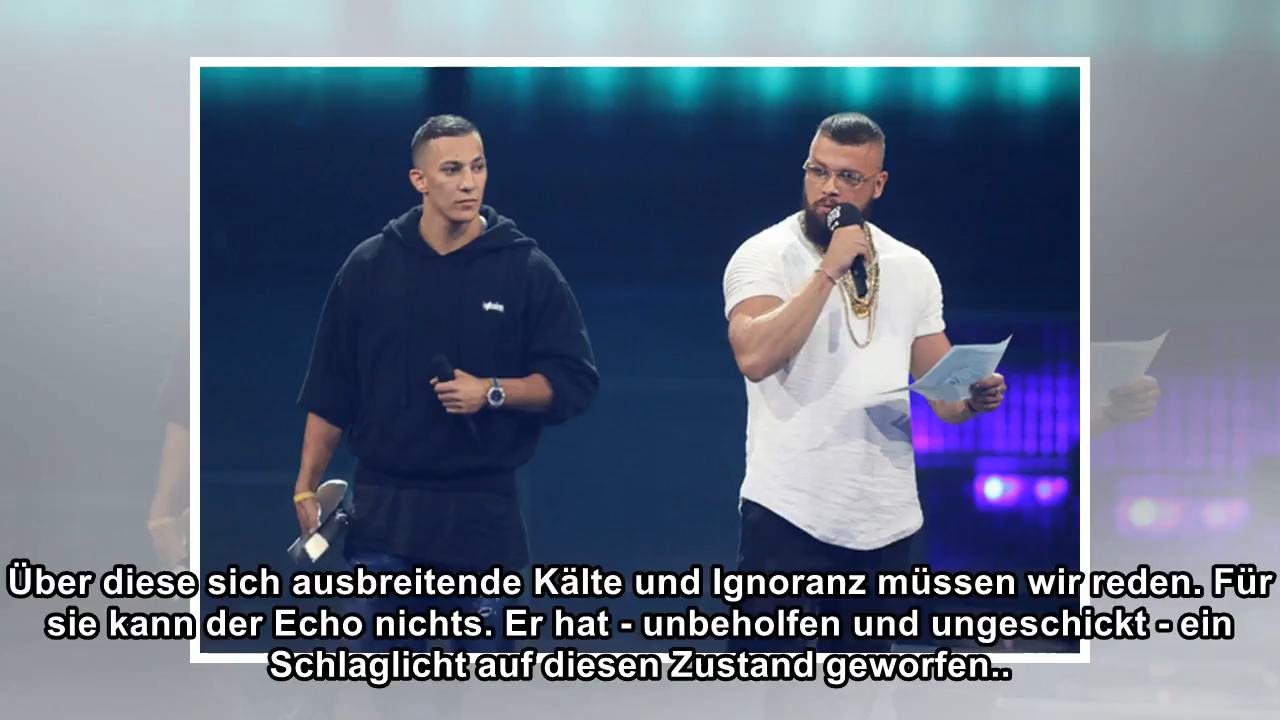 Über diese sich ausbreitende Kälte und Ignoranz müssen wir reden. Für
sie kann der Echo nichts. Er hat - unbeholfen und ungeschickt - ein
Schlaglicht auf diesen Zustand geworfen..